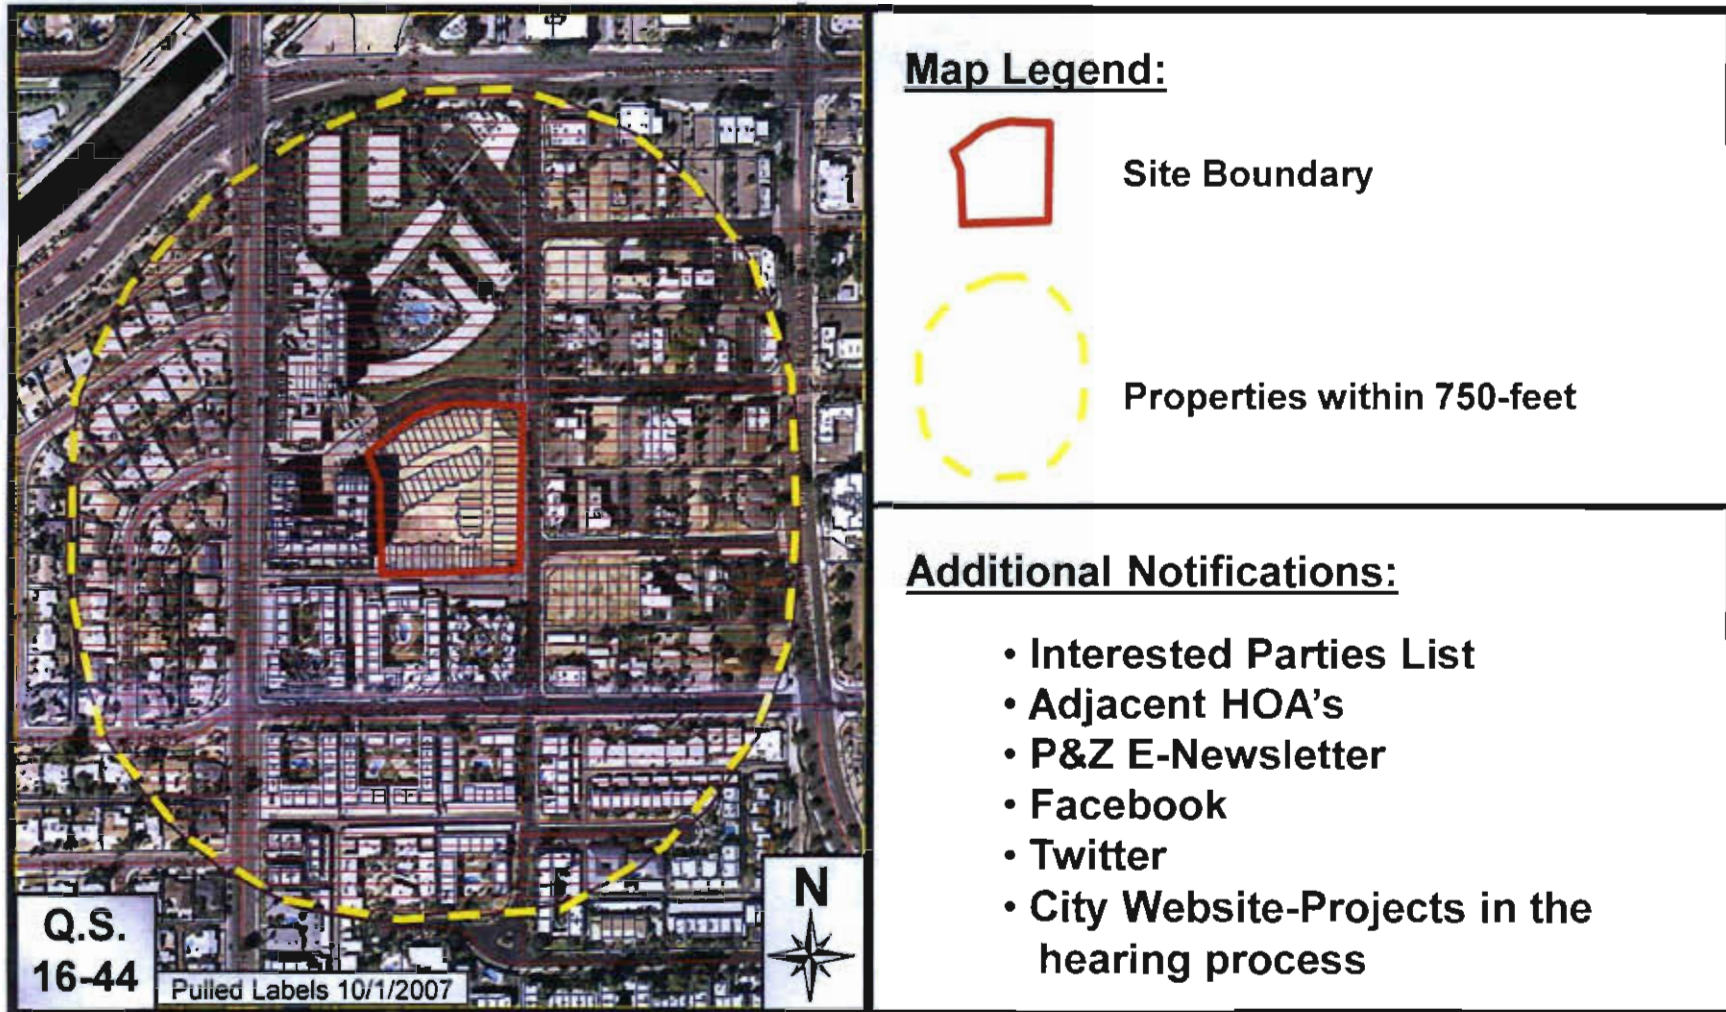 Map Legend:
Site Boundary
Properties within 750-feet
Additional Notifications:
• Interested Parties List
• Adjacent HOA's
• P&Z E-Newsletter
• Facebook
• Twitter
• City Website-Projects in the
hearing process
N
Q.S.
16-44
Pulled Labels 10/1/2007